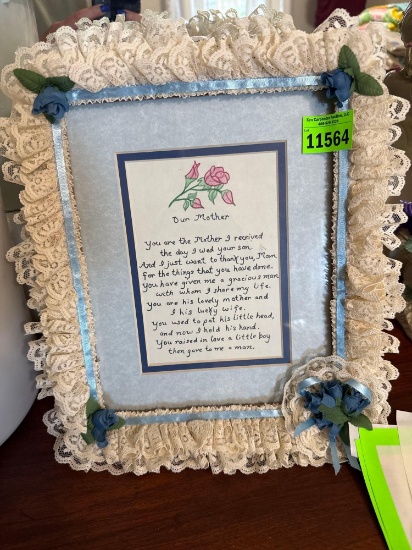 11564
Our Mother
You are the Mother I received
the day I wed your son.
And I just want to thank you, Mom
for the things that you have done.
You have given me a gracious man
with whom I share my life.
You are his lovely mother and
I his lucky wife.
You used to pat his little head,
and now I hold his hand.
You raised in love a little boy
then gave to me a man.